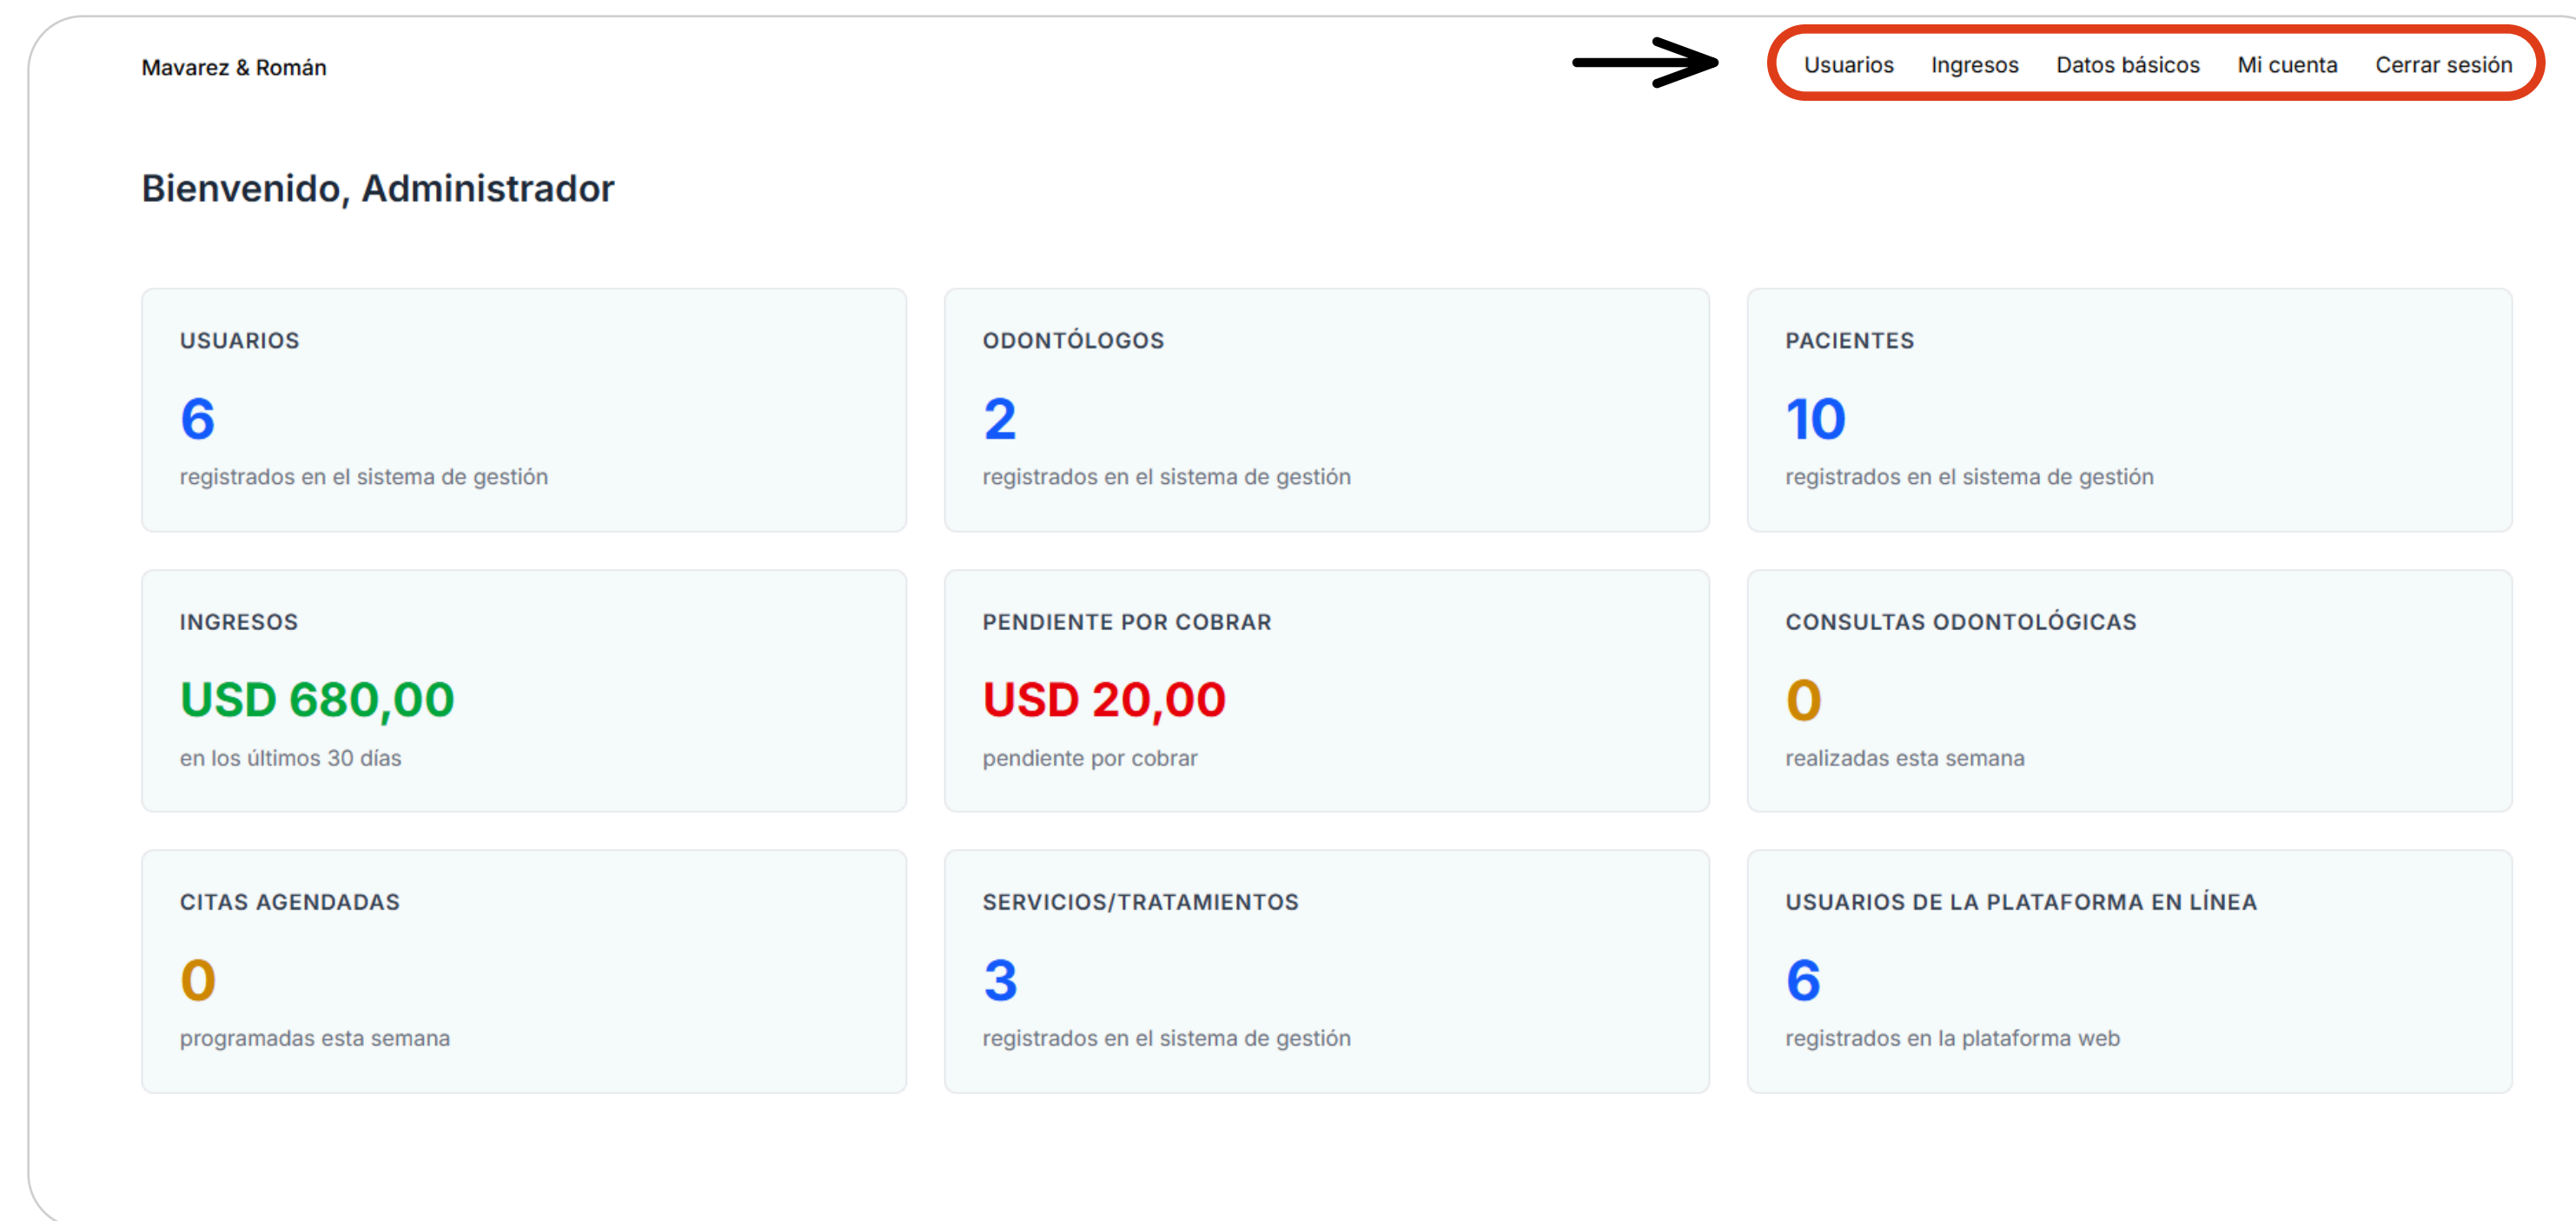 Mavarez & Román
Usuarios Ingresos Datos básicos Mi cuenta Cerrar sesión
Bienvenido, Administrador
USUARIOS
6
registrados en el sistema de gestión
ODONTÓLOGOS
2
registrados en el sistema de gestión
PACIENTES
10
registrados en el sistema de gestión
INGRESOS
USD 680,00
en los últimos 30 días
PENDIENTE POR COBRAR
USD 20,00
pendiente por cobrar
CONSULTAS ODONTOLÓGICAS
0
realizadas esta semana
CITAS AGENDADAS
0
programadas esta semana
SERVICIOS/TRATAMIENTOS
3
registrados en el sistema de gestión
USUARIOS DE LA PLATAFORMA EN LÍNEA
6
registrados en la plataforma web